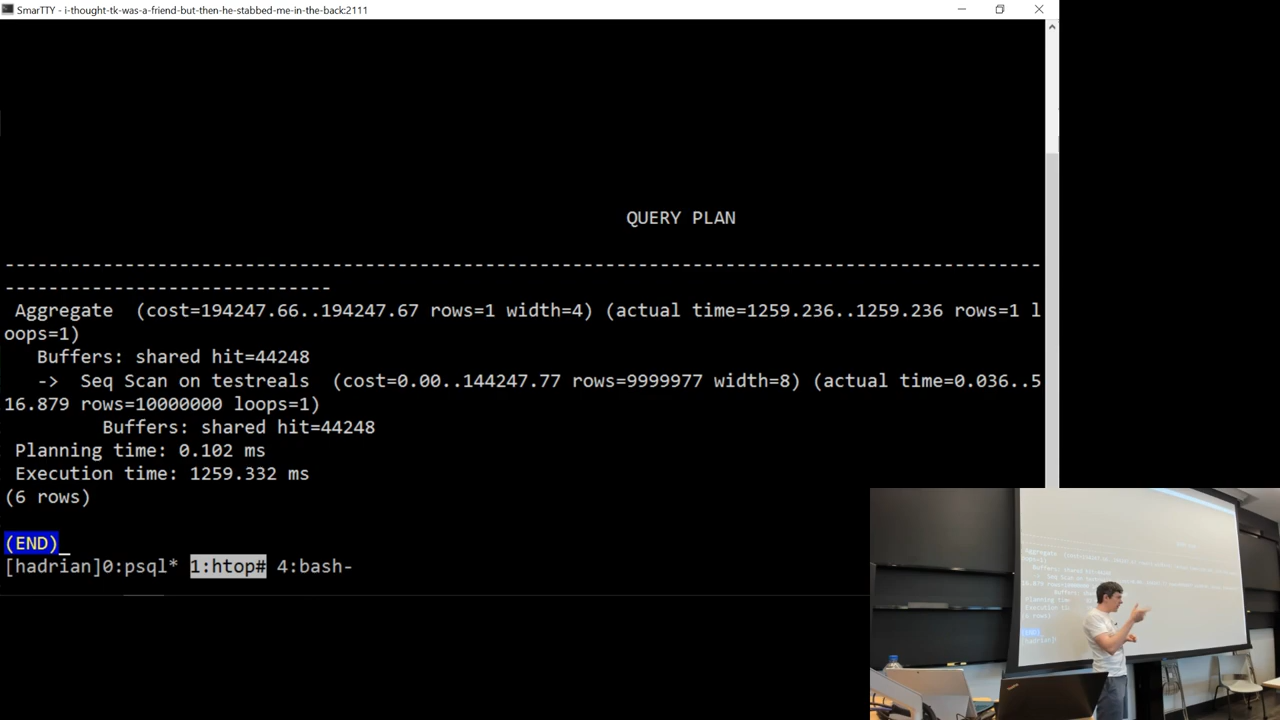 SmarTTY - i-thought-tk-was-a-friend-but-then-he-stabbed-me-in-the-back:2111
QUERY PLAN
---------------------------------------------------------------------------------------------------
------------------------------
Aggregate (cost=194247.66..194247.67 rows=1 width=4) (actual time=1259.236..1259.236 rows=1 l
oops=1)
Buffers: shared hit=44248
-> Seq Scan on testreals (cost=0.00..144247.77 rows=9999977 width=8) (actual time=0.036..5
16.879 rows=10000000 loops=1)
Buffers: shared hit=44248
Planning time: 0.102 ms
Execution time: 1259.332 ms
(6 rows)
(END)_
[hadrian]0:psql* 1:htop# 4:bash-